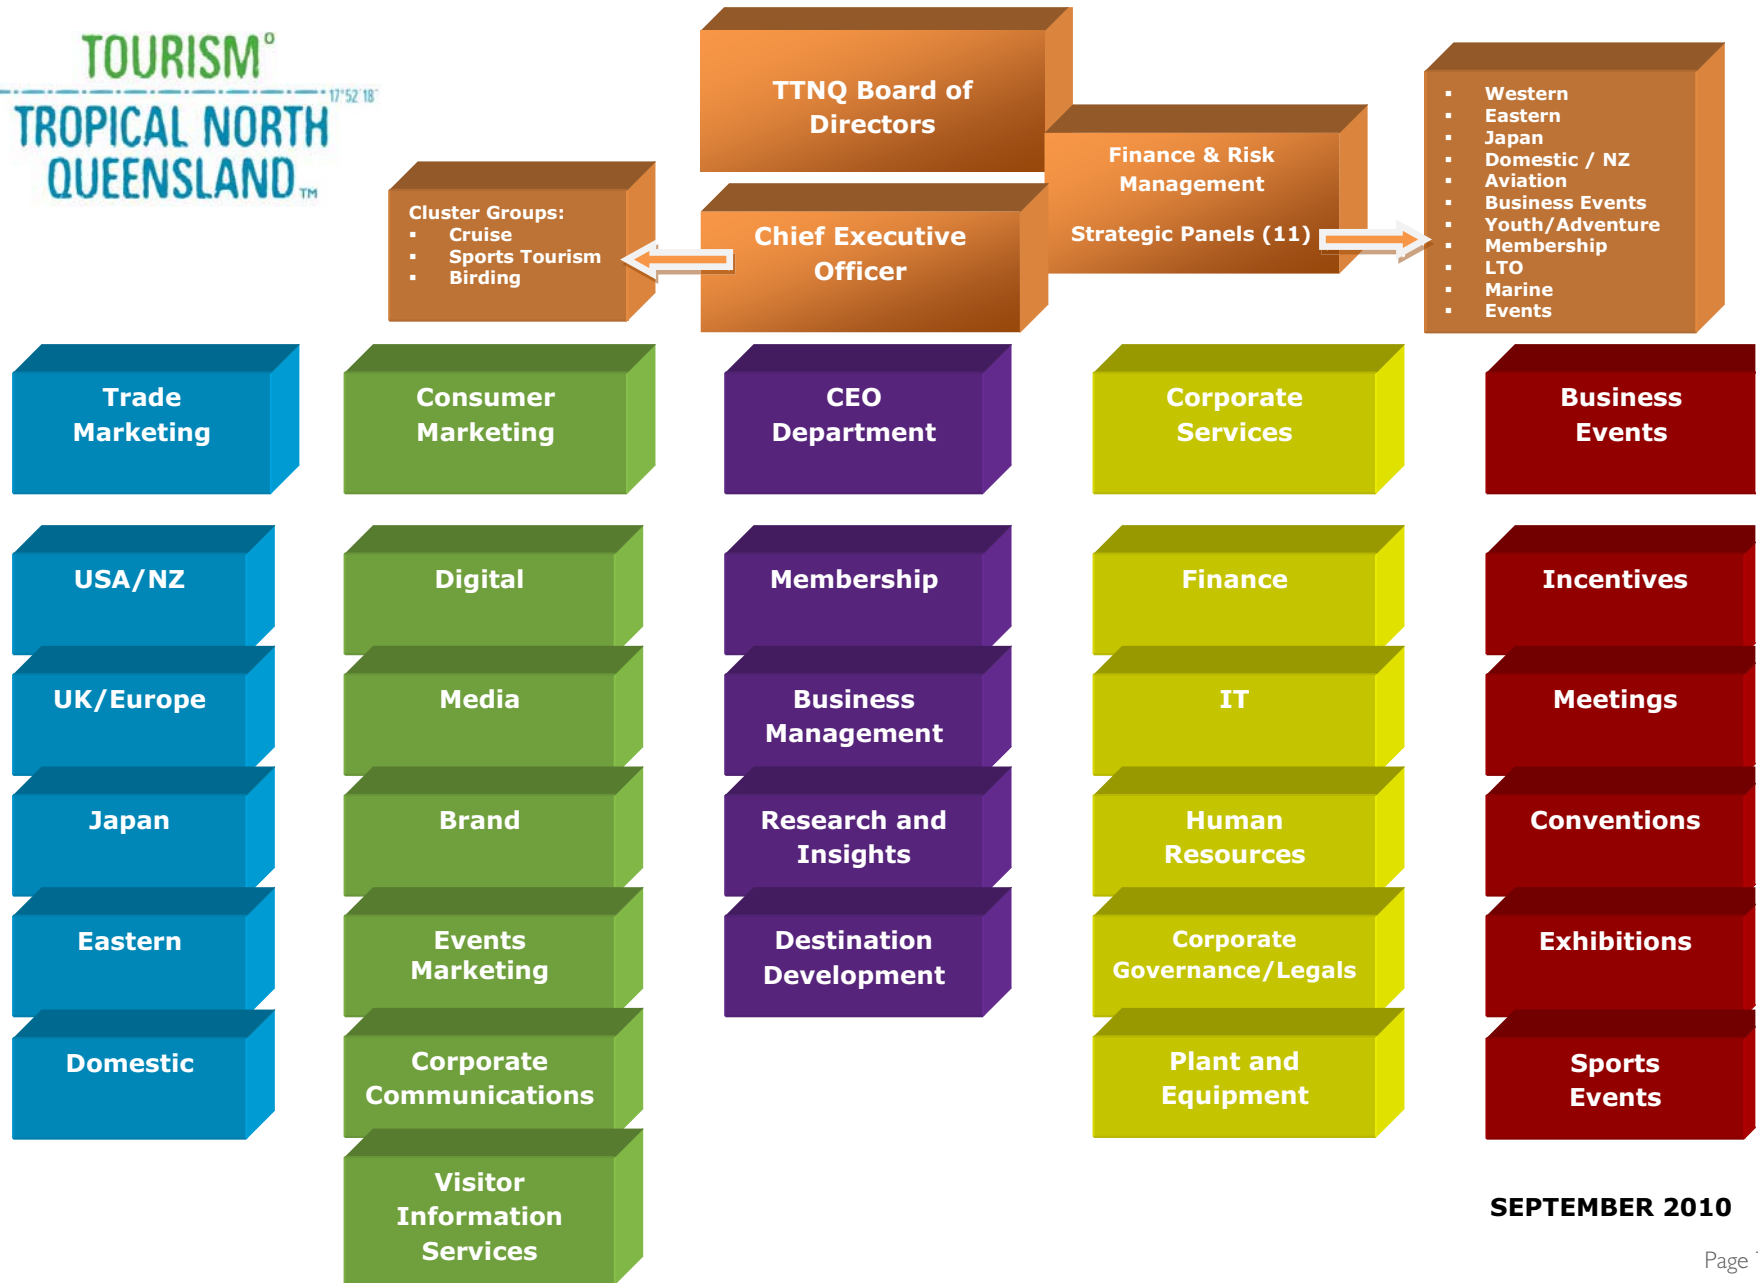 TOURISM°
17°52'18"
TROPICAL NORTH
QUEENSLAND™
TTNQ Board of
Directors
Finance & Risk
Management
Strategic Panels (11)
▪ Western
▪ Eastern
▪ Japan
▪ Domestic / NZ
▪ Aviation
▪ Business Events
▪ Youth/Adventure
▪ Membership
▪ LTO
▪ Marine
▪ Events
Cluster Groups:
▪ Cruise
▪ Sports Tourism
▪ Birding
Chief Executive
Officer
Trade
Marketing
Consumer
Marketing
CEO
Department
Corporate
Services
Business
Events
USA/NZ
Digital
Membership
Finance
Incentives
UK/Europe
Media
Business
Management
IT
Meetings
Japan
Brand
Research and
Insights
Human
Resources
Conventions
Eastern
Events
Marketing
Destination
Development
Corporate
Governance/Legals
Exhibitions
Domestic
Corporate
Communications
Plant and
Equipment
Sports
Events
Visitor
Information
Services
SEPTEMBER 2010
Page